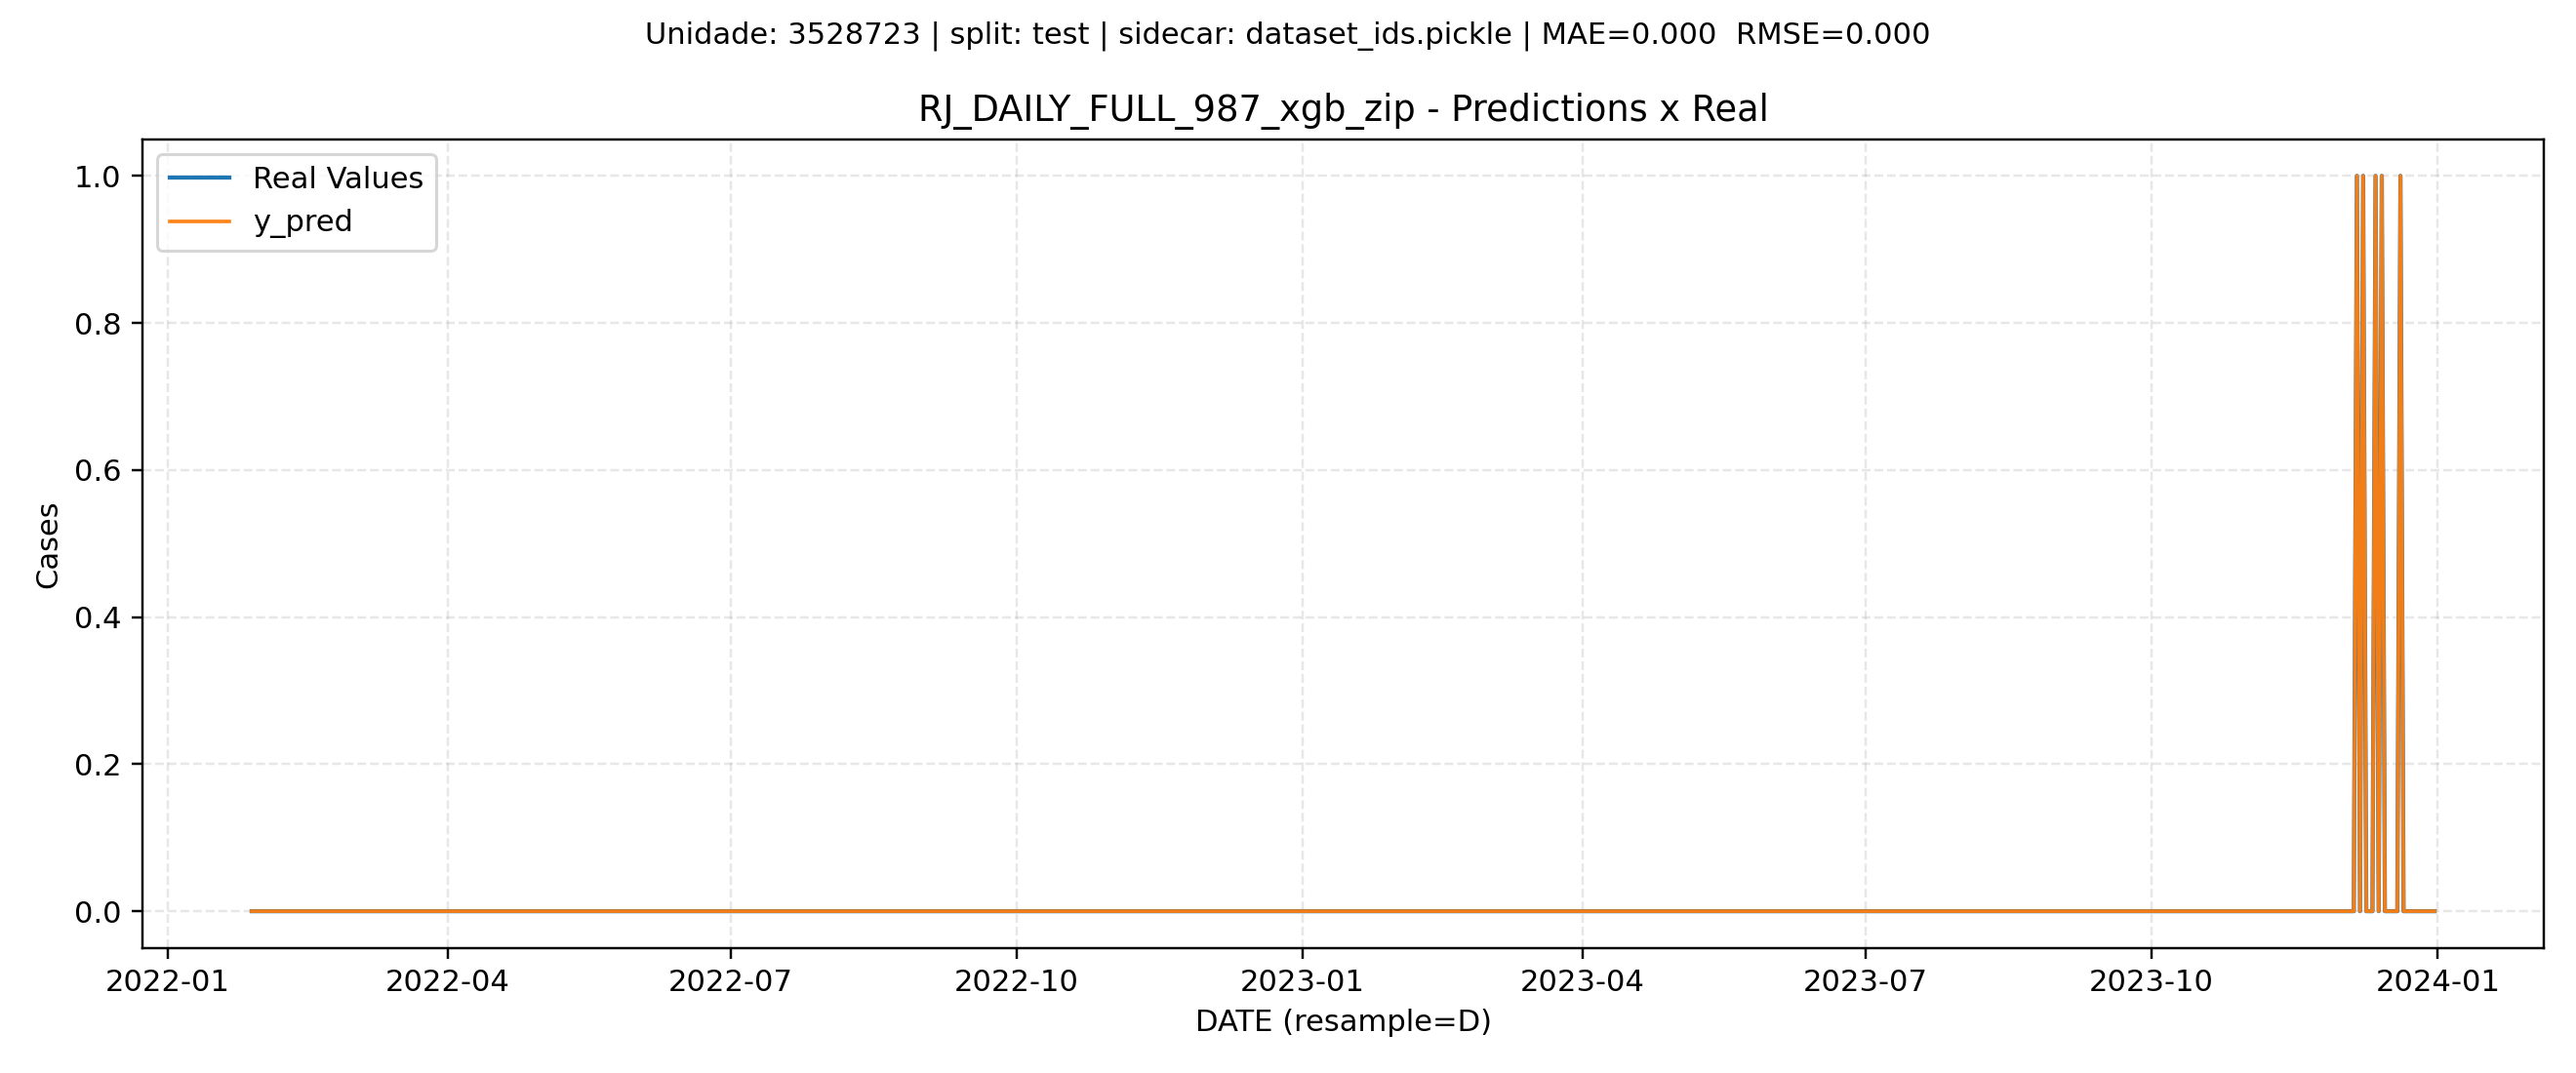 Unidade: 3528723 | split: test | sidecar: dataset_ids.pickle | MAE=0.000  RMSE=0.000
RJ_DAILY_FULL_987_xgb_zip - Predictions x Real
Real Values
y_pred
1.0
0.8
0.6
0.4
0.2
0.0
Cases
2022-01 2022-04 2022-07 2022-10 2023-01 2023-04 2023-07 2023-10 2024-01
DATE (resample=D)